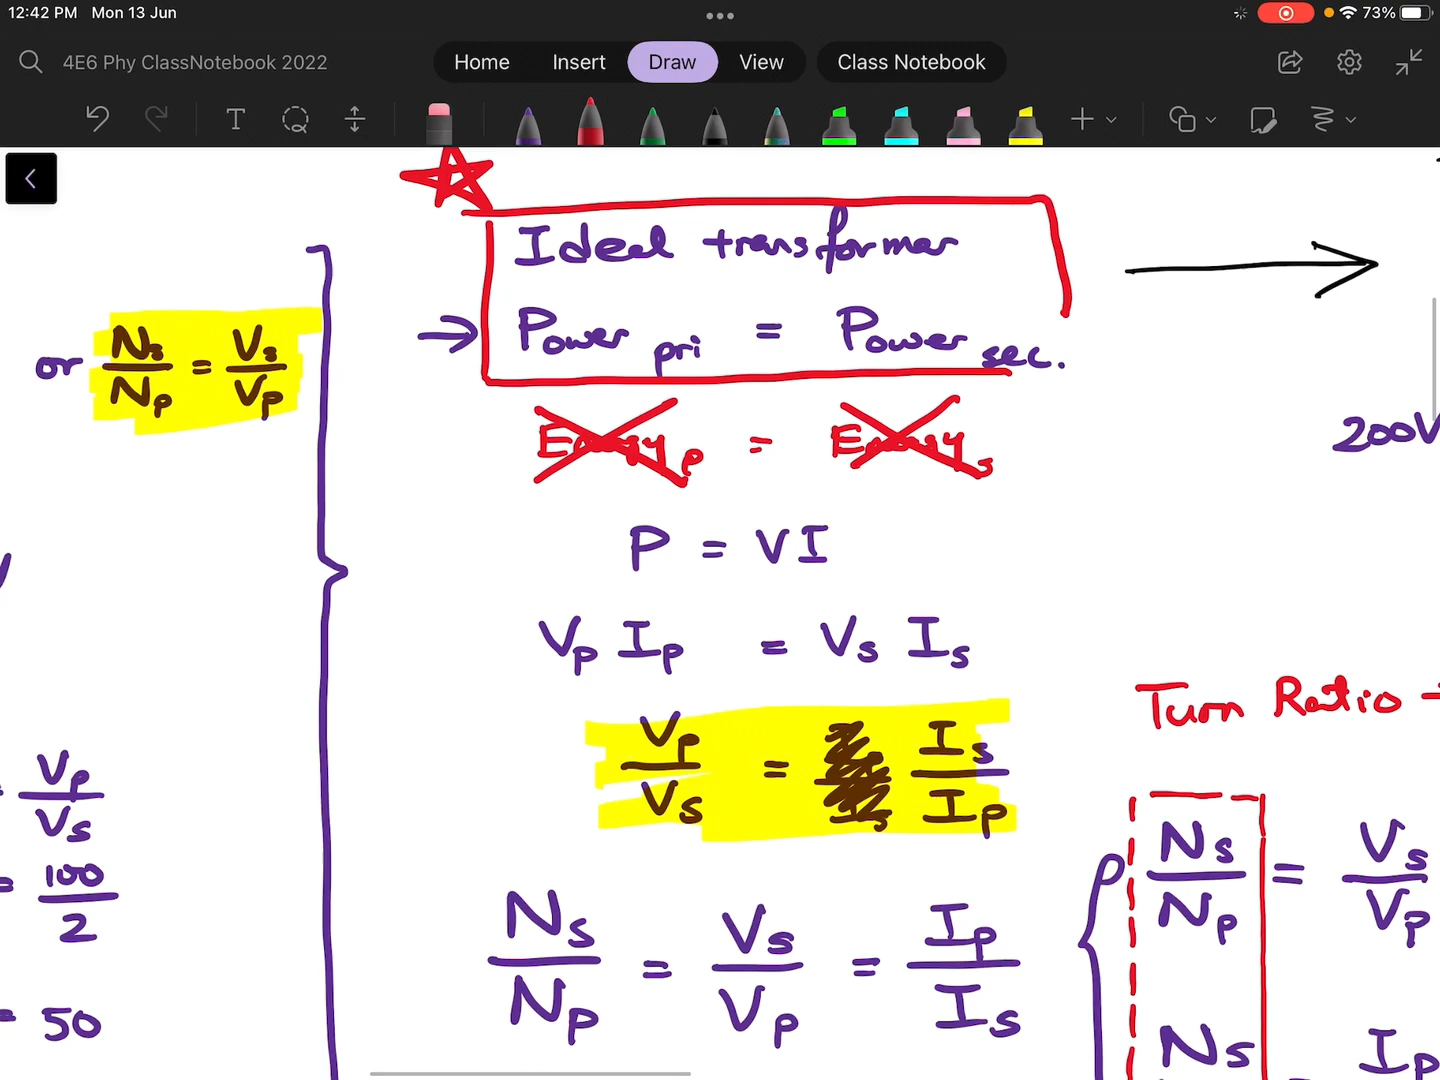 12:42 PM Mon 13 Jun
73%
4E6 Phy ClassNotebook 2022
Home Insert Draw View Class Notebook
T
Ideal transformer
Power pri = Power sec.
or Ns/Np = Vs/Vp
Energy p = Energy s
200V
P = VI
Vp Ip = Vs Is
Turn Ratio →
Vp/Vs = Is/Ip
Vp/Vs
= 100/2
= 50
Ns/Np = Vs/Vp = Ip/Is
Ns/Np = Vs/Vp
Ns Ip